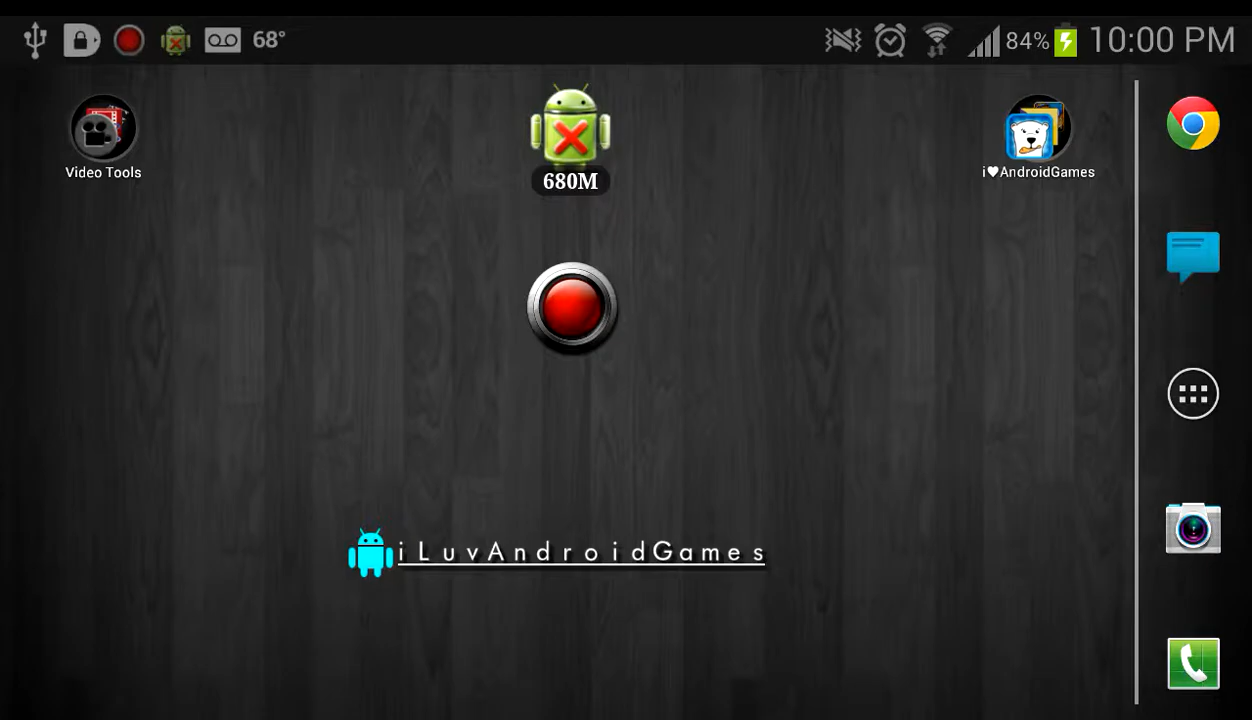 68° 84% 10:00 PM
680M
Video Tools
i♥AndroidGames
iLuvAndroidGames